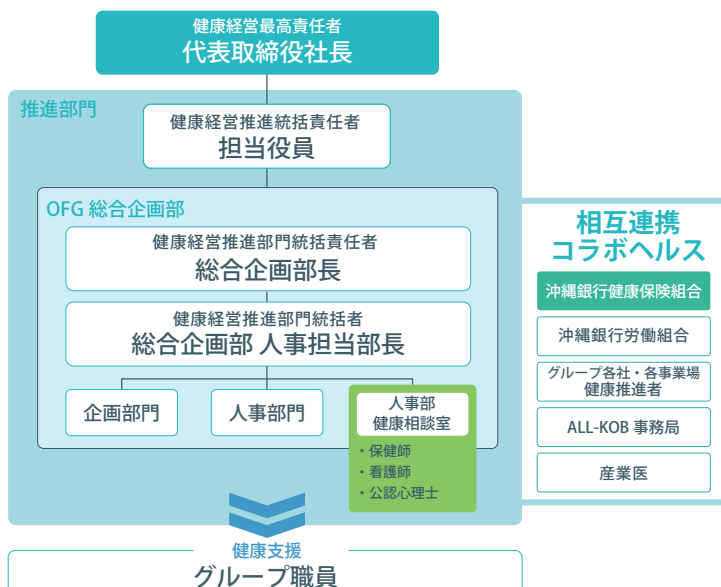 健康経営最高責任者
代表取締役社長
推進部門
健康経営推進統括責任者
担当役員
OFG 総合企画部
健康経営推進部門統括責任者
総合企画部長
健康経営推進部門統括者
総合企画部 人事担当部長
企画部門
人事部門
人事部
健康相談室
・保健師
・看護師
・公認心理士
相互連携
コラボヘルス
沖縄銀行健康保険組合
沖縄銀行労働組合
グループ各社・各事業場
健康推進者
ALL-KOB 事務局
産業医
健康支援
グループ職員